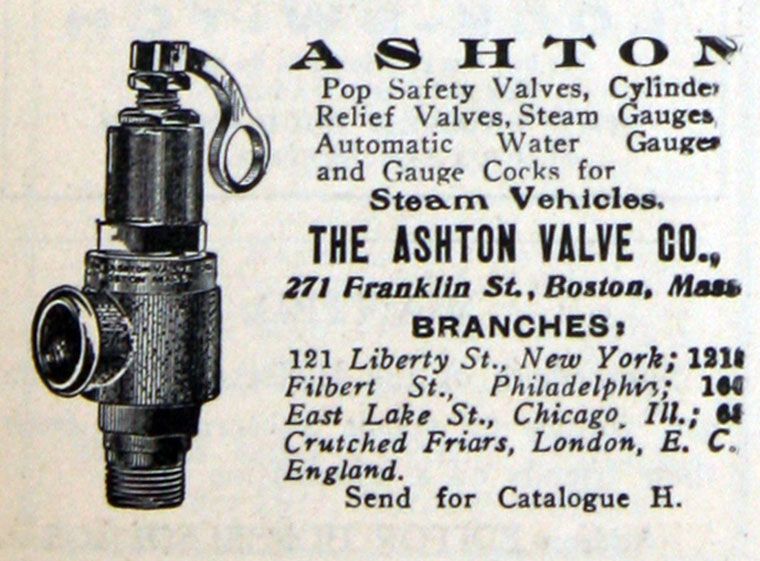 ASHTON
Pop Safety Valves, Cylinder
Relief Valves, Steam Gauges,
Automatic Water Gauges
and Gauge Cocks for
Steam Vehicles.
THE ASHTON VALVE CO.,
271 Franklin St., Boston, Mass.
BRANCHES:
121 Liberty St., New York;
Filbert St., Philadelphia;
East Lake St., Chicago, Ill.;
Crutched Friars, London, E. C.
England.
Send for Catalogue H.